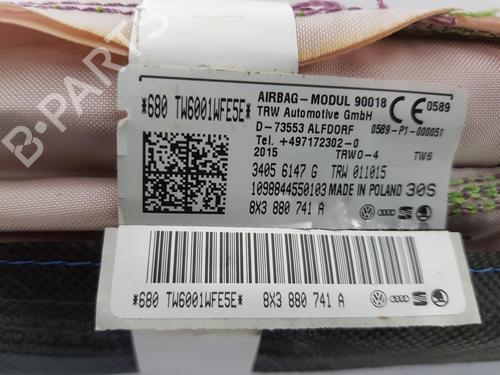 B-PARTS
*680 TW6001WFE5E*
AIRBAG-MODUL 90018
TRW Automotive GmbH
D-73553 ALFDORF
Tel. +497172302-0
2015 TRWO-4 TW6
CE 0589
0589-P1-000051
3405 6147 G TRW 011015
1098844550103 MADE IN POLAND 30S
8X3 880 741 A
*680 TW6001WFE5E* 8X3 880 741 A